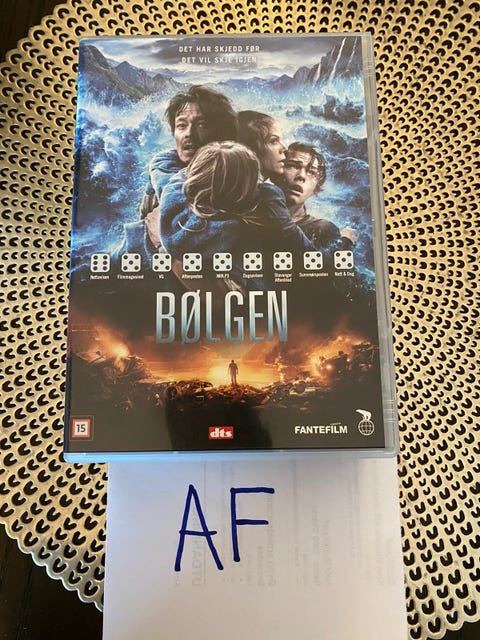 DET HAR SKJEDD FØR
DET VIL SKJE IGJEN
Nettavisen Filmmagasinet VG Aftenposten NRK P3 Dagsavisen Stavanger Aftenblad Sunnmørsposten Natt & Dag
BØLGEN
15
dts
FANTEFILM
AF